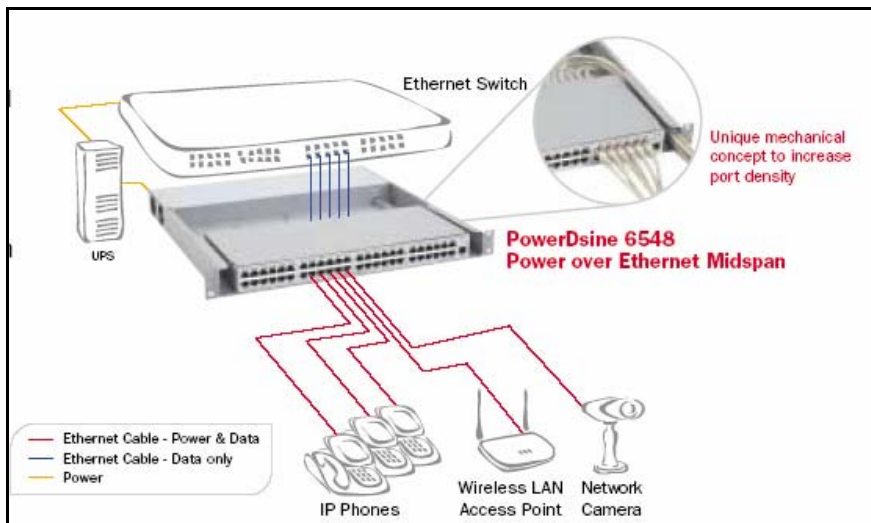 Ethernet Switch
Unique mechanical
concept to increase
port density
UPS
PowerDsine 6548
Power over Ethernet Midspan
Ethernet Cable - Power & Data
Ethernet Cable - Data only
Power
IP Phones
Wireless LAN
Access Point
Network
Camera